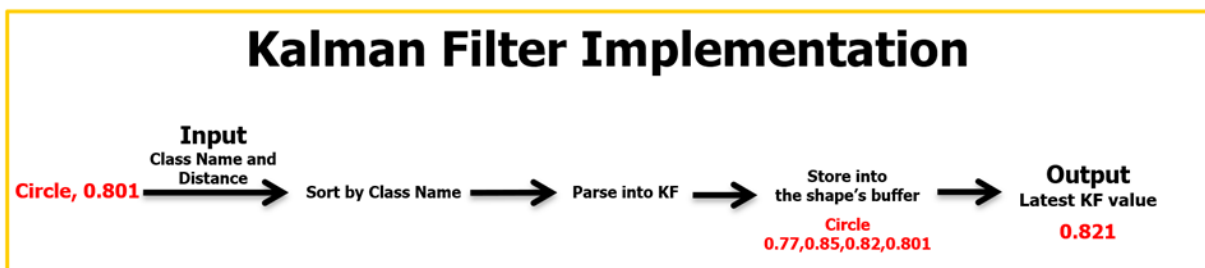 Kalman Filter Implementation
Circle, 0.801
Input
Class Name and
Distance
Sort by Class Name
Parse into KF
Store into
the shape's buffer
Circle
0.77,0.85,0.82,0.801
Output
Latest KF value
0.821